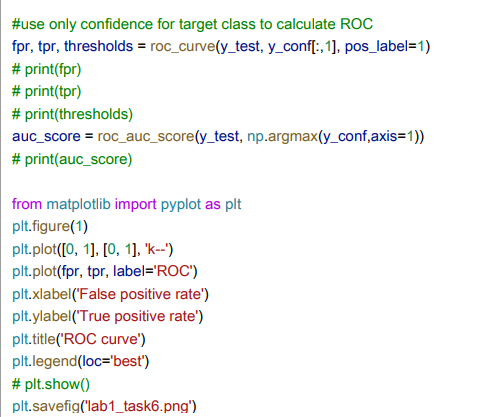 #use only confidence for target class to calculate ROC
fpr, tpr, thresholds = roc_curve(y_test, y_conf[:,1], pos_label=1)
# print(fpr)
# print(tpr)
# print(thresholds)
auc_score = roc_auc_score(y_test, np.argmax(y_conf,axis=1))
# print(auc_score)
from matplotlib import pyplot as plt
plt.figure(1)
plt.plot([0, 1], [0, 1], 'k--')
plt.plot(fpr, tpr, label='ROC')
plt.xlabel('False positive rate')
plt.ylabel('True positive rate')
plt.title('ROC curve')
plt.legend(loc='best')
# plt.show()
plt.savefig('lab1_task6.png')